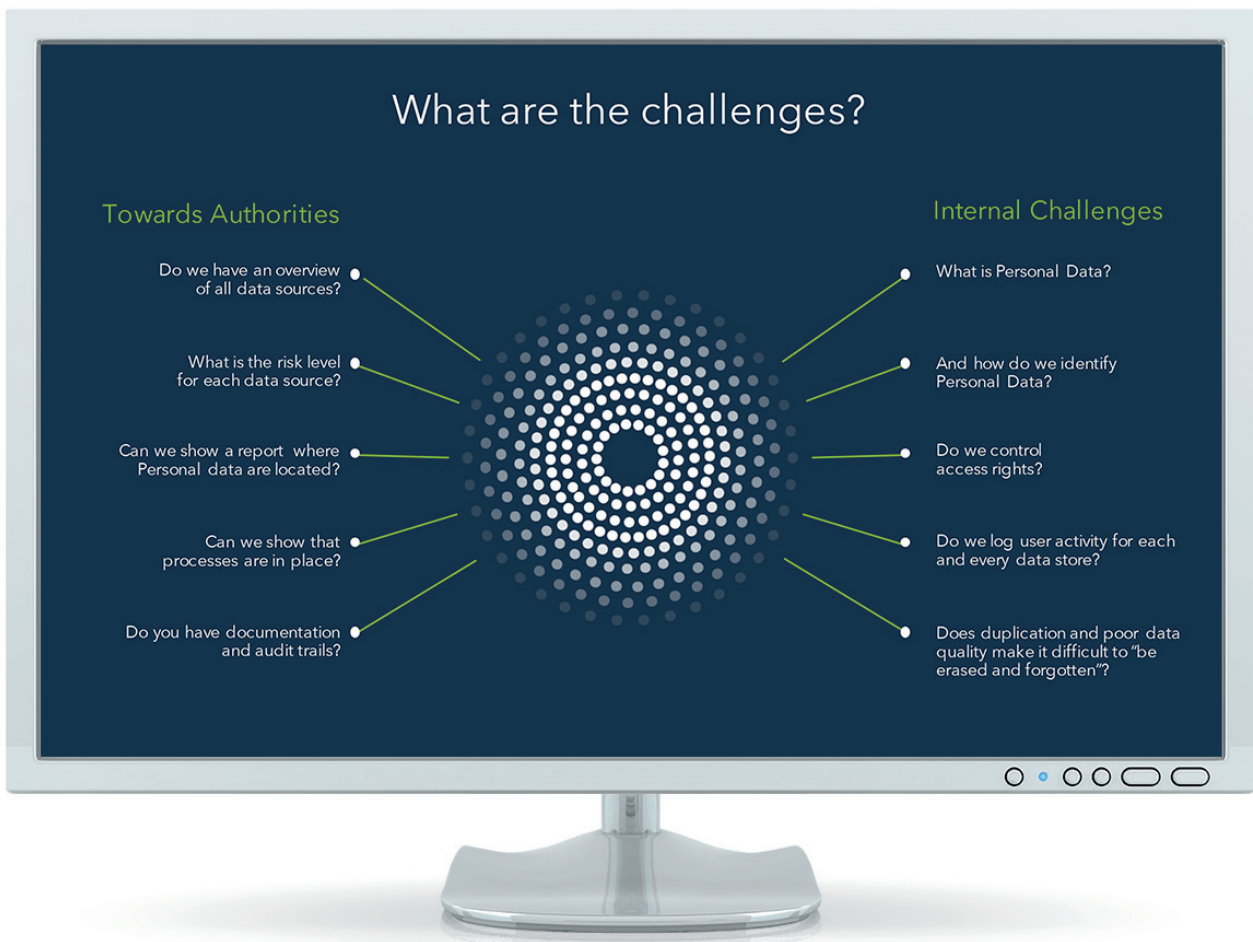 What are the challenges?
Towards Authorities
Do we have an overview
of all data sources?
What is the risk level
for each data source?
Can we show a report where
Personal data are located?
Can we show that
processes are in place?
Do you have documentation
and audit trails?
Internal Challenges
What is Personal Data?
And how do we identify
Personal Data?
Do we control
access rights?
Do we log user activity for each
and every data store?
Does duplication and poor data
quality make it difficult to “be
erased and forgotten”?